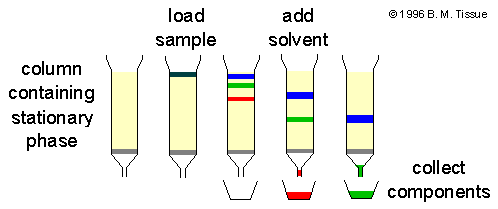 © 1996 B. M. Tissue
load
sample
add
solvent
column
containing
stationary
phase
collect
components